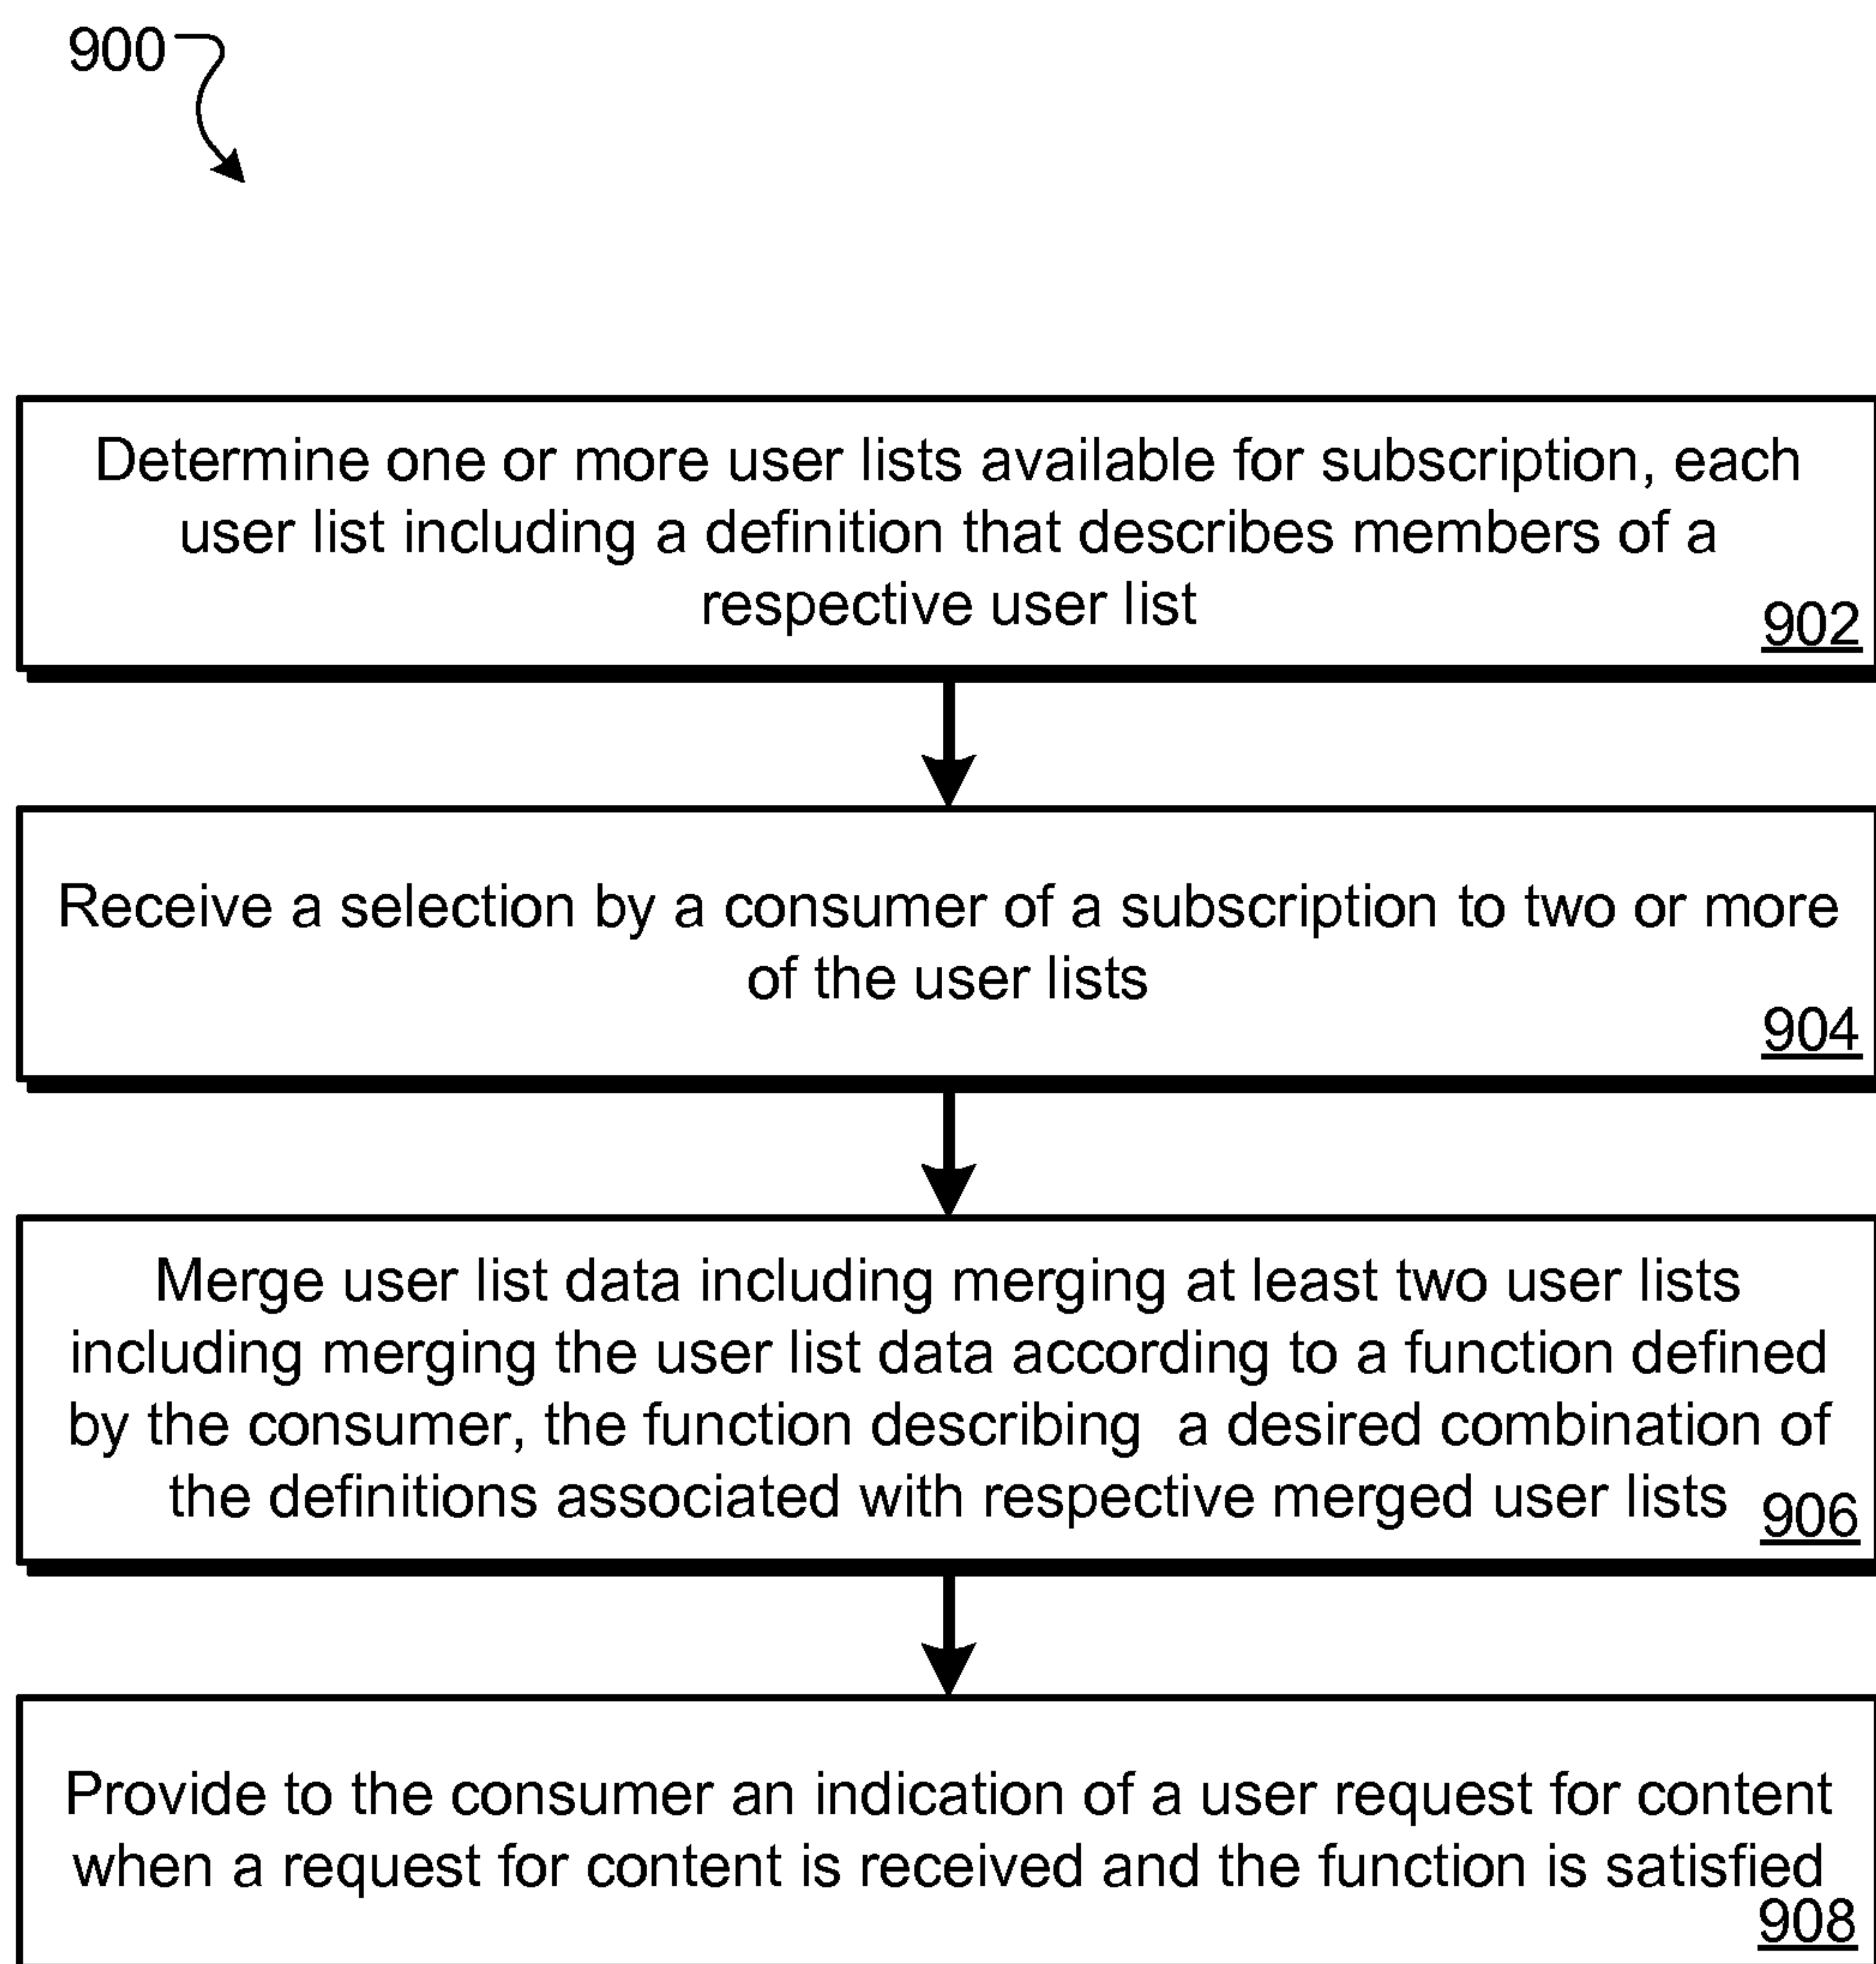 900
Determine one or more user lists available for subscription, each
user list including a definition that describes members of a
respective user list
902
Receive a selection by a consumer of a subscription to two or more
of the user lists
904
Merge user list data including merging at least two user lists
including merging the user list data according to a function defined
by the consumer, the function describing a desired combination of
the definitions associated with respective merged user lists
906
Provide to the consumer an indication of a user request for content
when a request for content is received and the function is satisfied
908